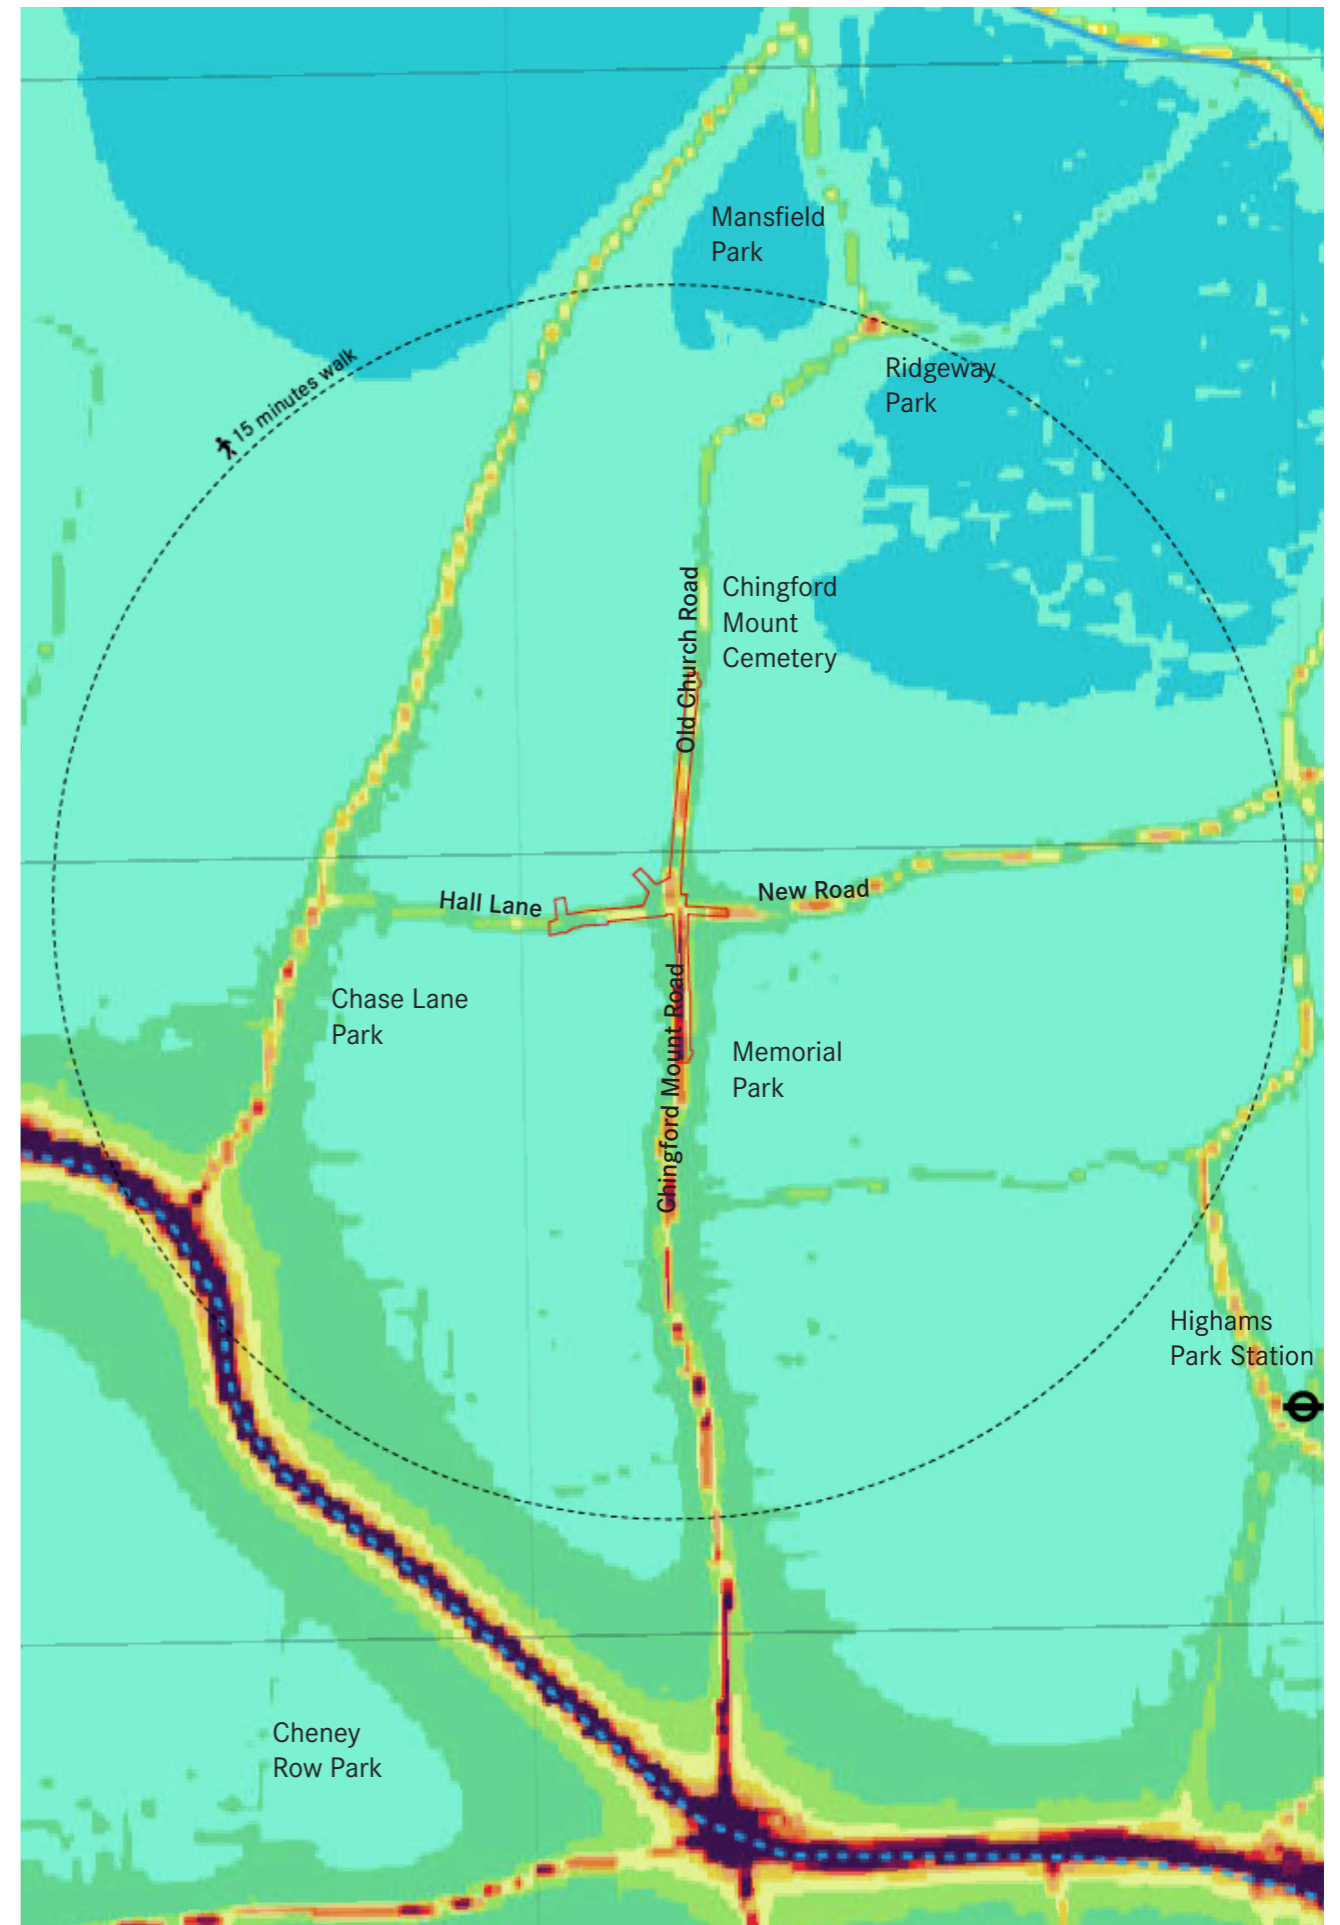 Mansfield
Park
15 minutes walk
Ridgeway
Park
Old Church Road
Chingford
Mount
Cemetery
Hall Lane
New Road
Chase Lane
Park
Chingford Mount Road
Memorial
Park
Highams
Park Station
Cheney
Row Park